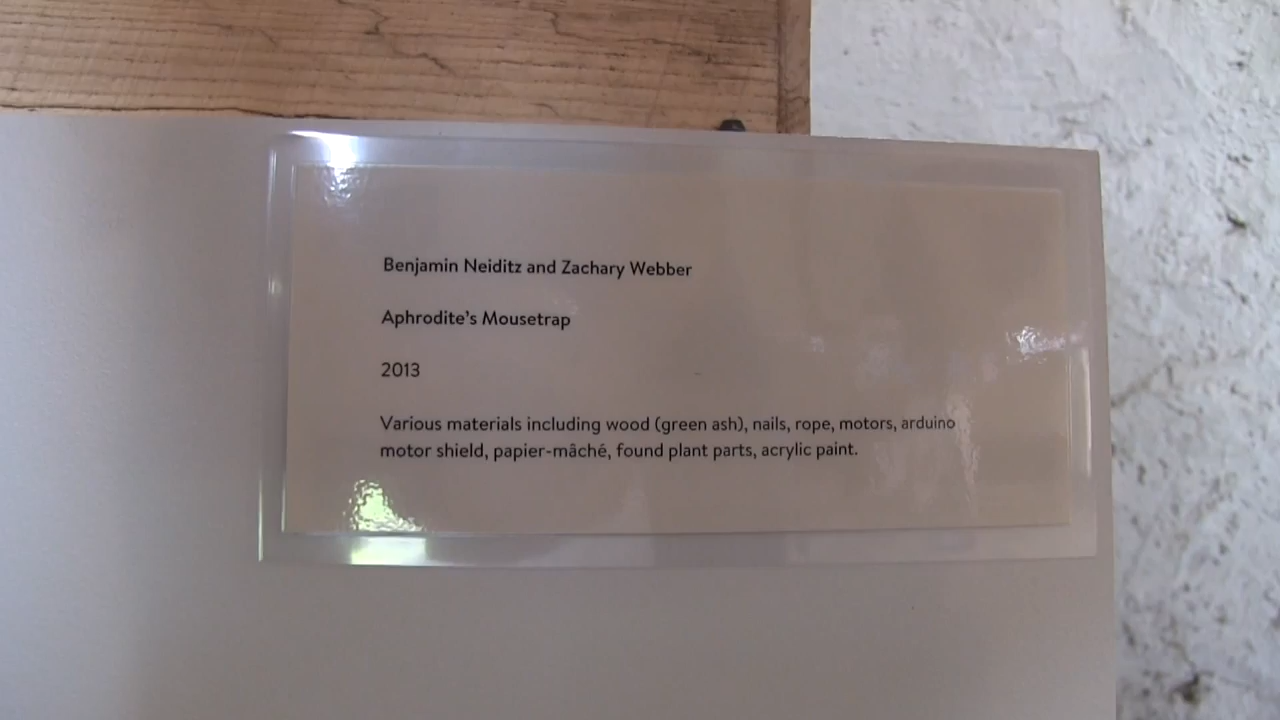 Benjamin Neiditz and Zachary Webber
Aphrodite's Mousetrap
2013
Various materials including wood (green ash), nails, rope, motors, arduino
motor shield, papier-mâché, found plant parts, acrylic paint.